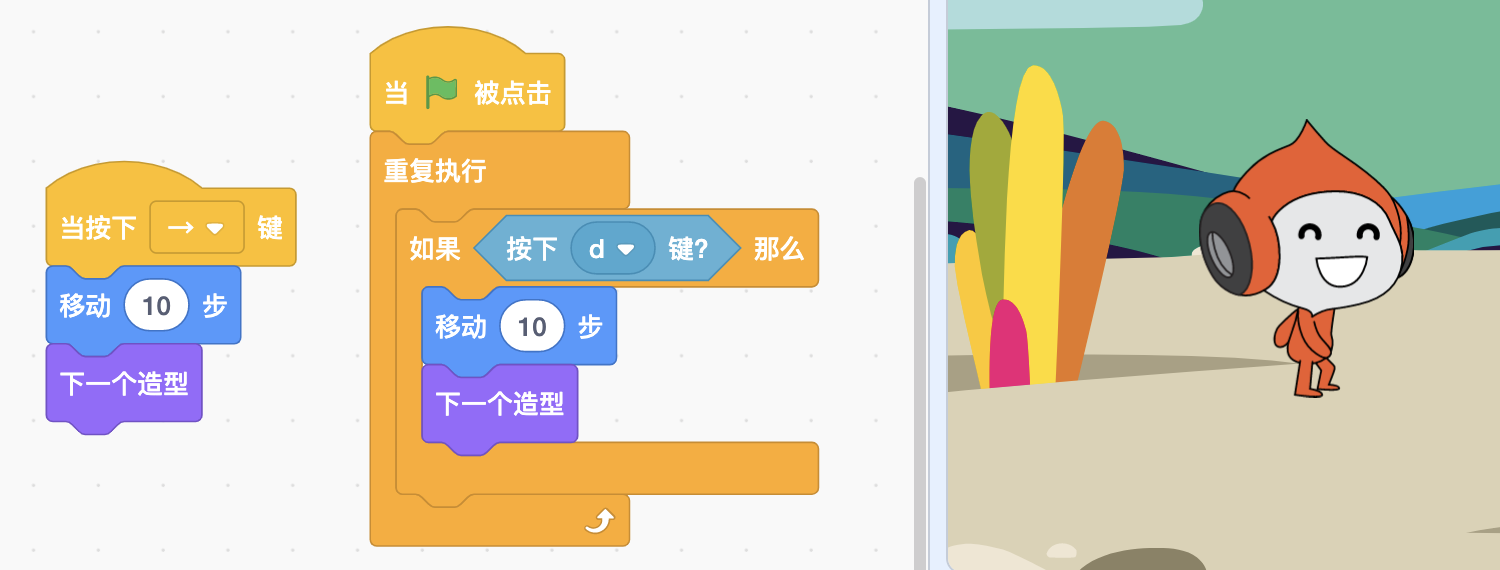 当按下 → 键
移动 10 步
下一个造型
当 被点击
重复执行
如果 按下 d 键? 那么
移动 10 步
下一个造型